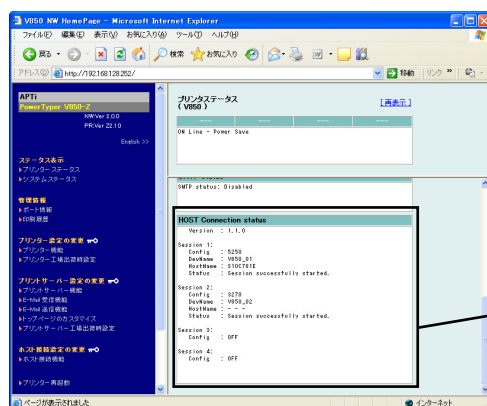 V850 NW HomePage - Microsoft Internet Explorer
ファイル(F) 編集(E) 表示(V) お気に入り(A) ツール(T) ヘルプ(H)
戻る 検索 お気に入り
アドレス(D) http://192.168.128.252/ 移動 リンク »
APTi
PowerTyper V850-Z
NW:Ver 2.0.0
PR:Ver 22.10
English >>
ステータス表示
プリンター ステータス
システムステータス
管理情報
ポート情報
印刷履歴
プリンター設定の変更
プリンター機能
プリンター工場出荷時設定
プリントサーバー設定の変更
プリントサーバー機能
E-Mail 受信機能
E-Mail 送信機能
トップページのカスタマイズ
プリントサーバー工場出荷時設定
ホスト接続設定の変更
ホスト接続機能
プリンター再起動
プリンタステータス
( V850 )
[再表示]
---- ---- ---- ----
ON Line - Power Save
SMTP status: Disabled
HOST Connection status
Version : 1.1.0
Session 1:
Config : 5250
DevName : V850_01
HostName : S10C701E
Status : Session successfully started.
Session 2:
Config : 3270
DevName : V850_02
HostName : - - -
Status : Session successfully started.
Session 3:
Config : OFF
Session 4:
Config : OFF
ページが表示されました インターネット